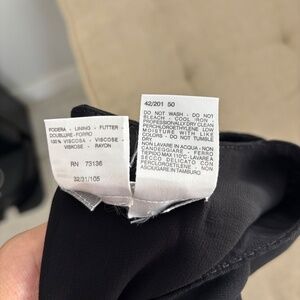 FODERA - LINING - FUTTER
DOUBLURE-FORRO
100% VISCOSA - VISCOSE
VISCOSE - RAYON
RN 73136
32/31/105
42/201 50
DO NOT WASH - DO NOT
BLEACH - COOL IRON -
PROFESSIONALLY DRY CLEAN
PERCHLOROETHYLENE LOW
MOISTURE WITH LIKE
COLORS - DO NOT TUMBLE
DRY
NON LAVARE IN ACQUA - NON
CANDEGGIARE - FERRO
TIEPIDO MAX 110°C - LAVARE A
SECCO DELICATO CON
PERCLOROETILENE - NON
ASCIUGARE IN TAMBURO